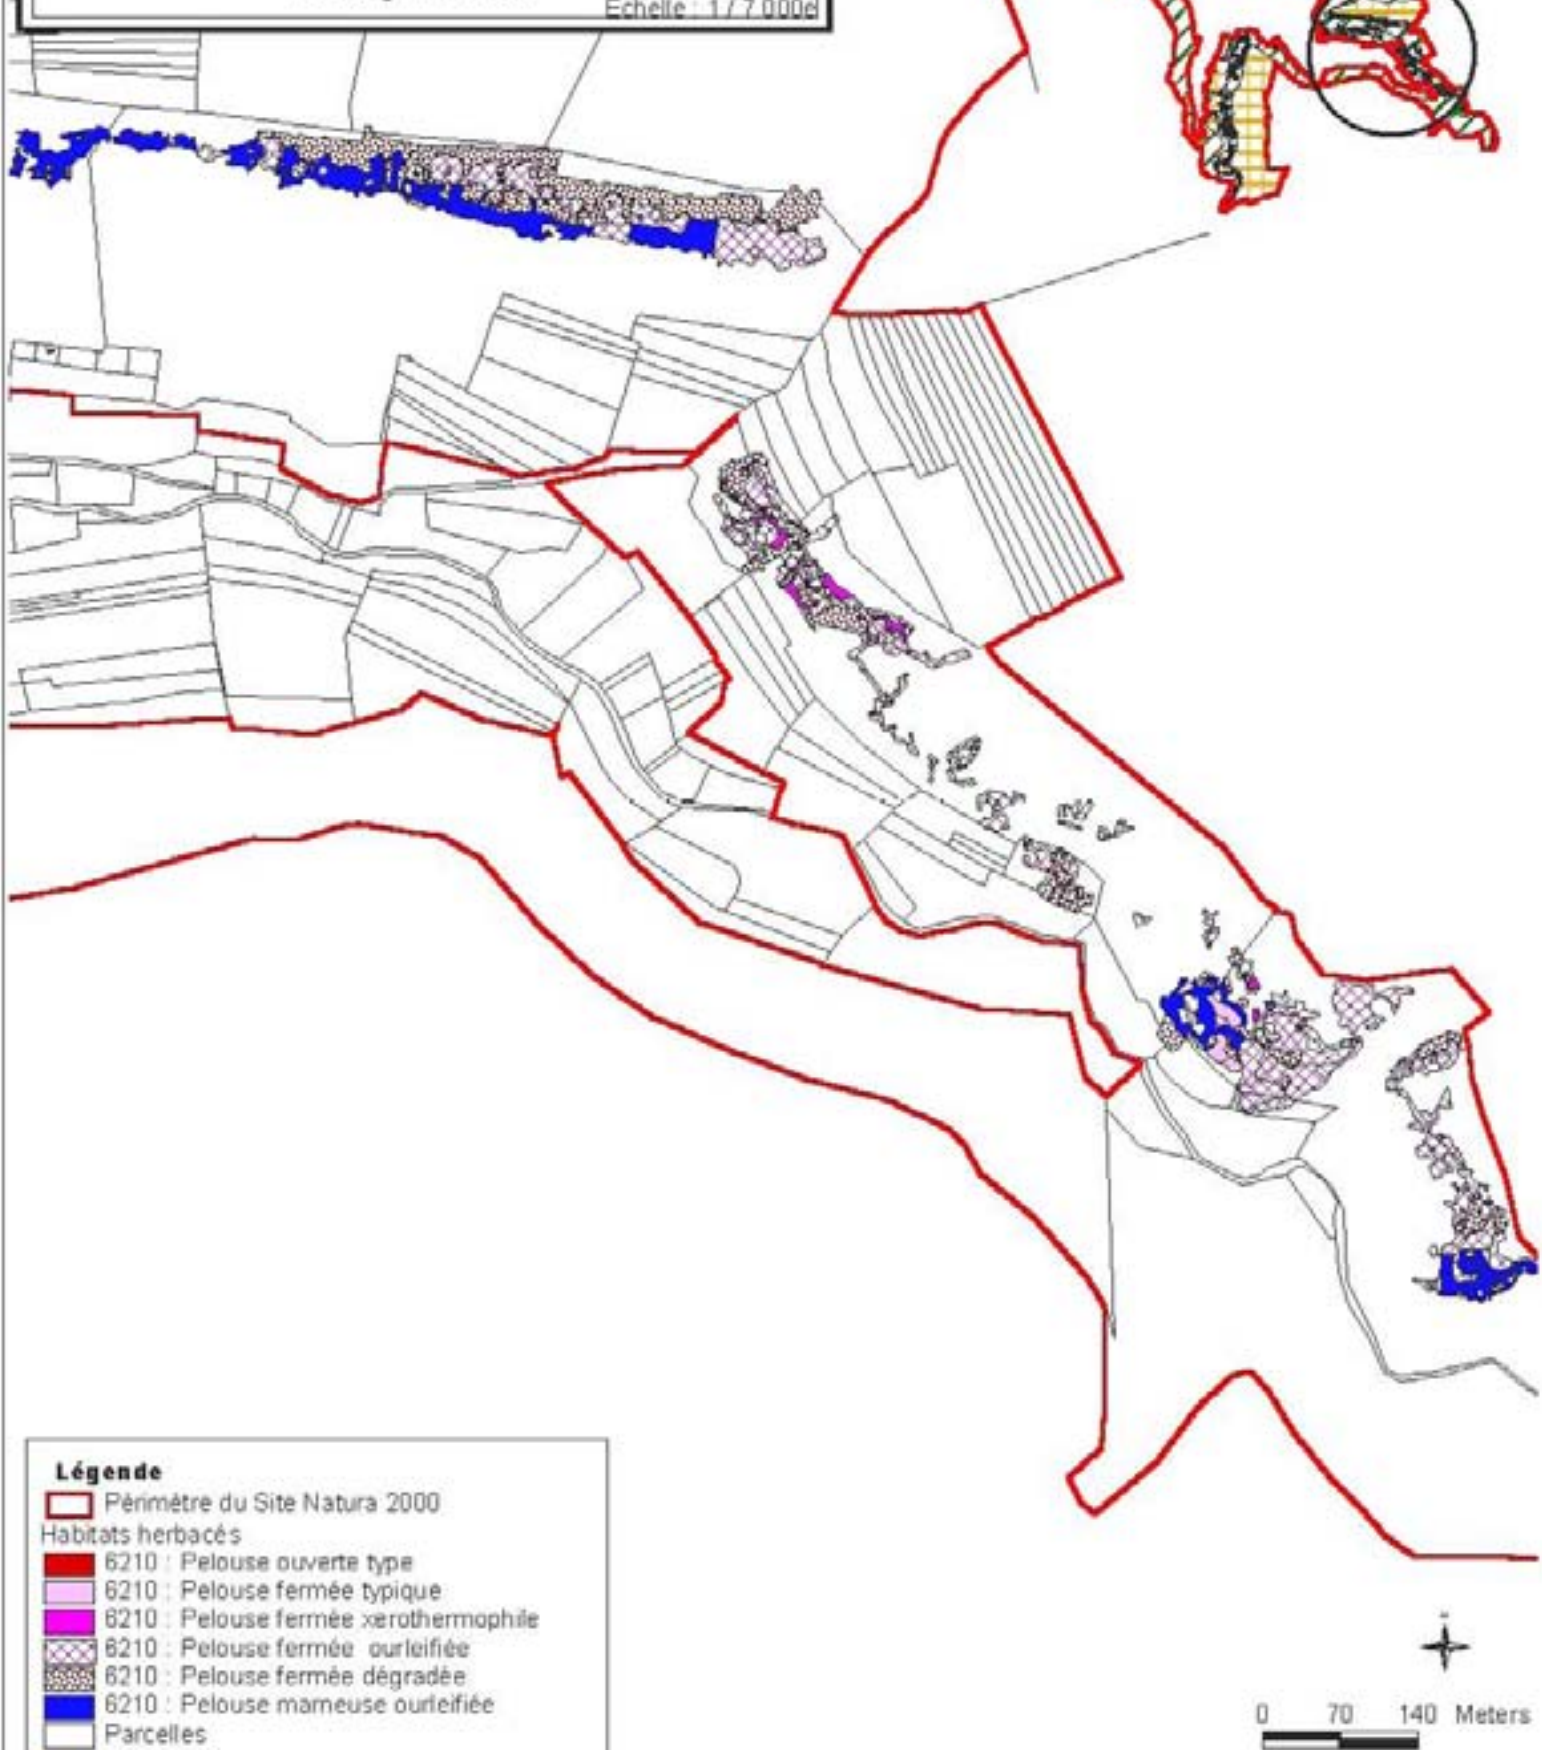 Echelle : 1 / 7 000e
Légende
Périmètre du Site Natura 2000
Habitats herbacés
6210 : Pelouse ouverte type
6210 : Pelouse fermée typique
6210 : Pelouse fermée xerothermophile
6210 : Pelouse fermée ourleifiée
6210 : Pelouse fermée dégradée
6210 : Pelouse marneuse ourleifiée
Parcelles
0 70 140 Meters